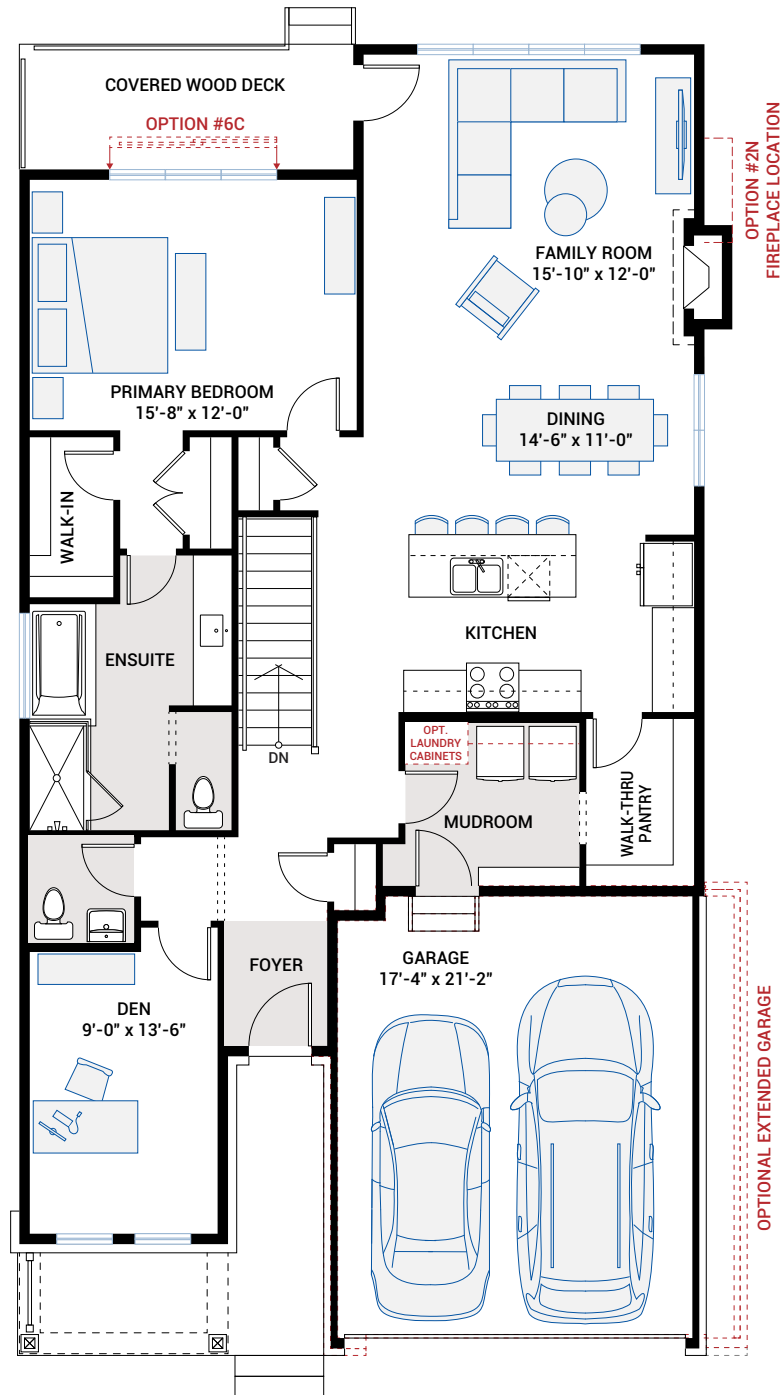 COVERED WOOD DECK
OPTION #6C
OPTION #2N
FIREPLACE LOCATION
FAMILY ROOM
15'-10" x 12'-0"
PRIMARY BEDROOM
15'-8" x 12'-0"
DINING
14'-6" x 11'-0"
WALK-IN
KITCHEN
ENSUITE
OPT.
LAUNDRY
CABINETS
DN
MUDROOM
WALK-THRU
PANTRY
FOYER
GARAGE
17'-4" x 21'-2"
DEN
9'-0" x 13'-6"
OPTIONAL EXTENDED GARAGE